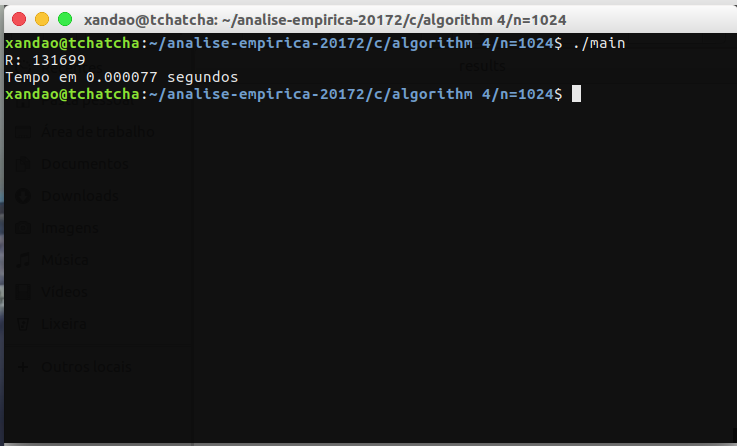 xandao@tchatcha: ~/analise-empirica-20172/c/algorithm 4/n=1024
xandao@tchatcha:~/analise-empirica-20172/c/algorithm 4/n=1024$ ./main
R: 131699
results
Tempo em 0.000077 segundos
xandao@tchatcha:~/analise-empirica-20172/c/algorithm 4/n=1024$
Área de trabalho
Documentos
Downloads
Imagens
Música
Vídeos
Lixeira
Outros locais